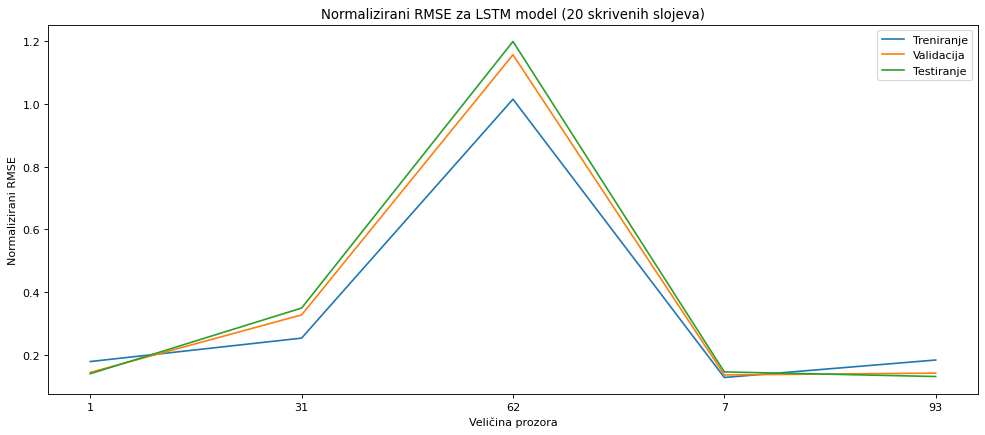 Normalizirani RMSE za LSTM model (20 skrivenih slojeva)
Treniranje
Validacija
Testiranje
Normalizirani RMSE
1.2
1.0
0.8
0.6
0.4
0.2
1 31 62 7 93
Veličina prozora